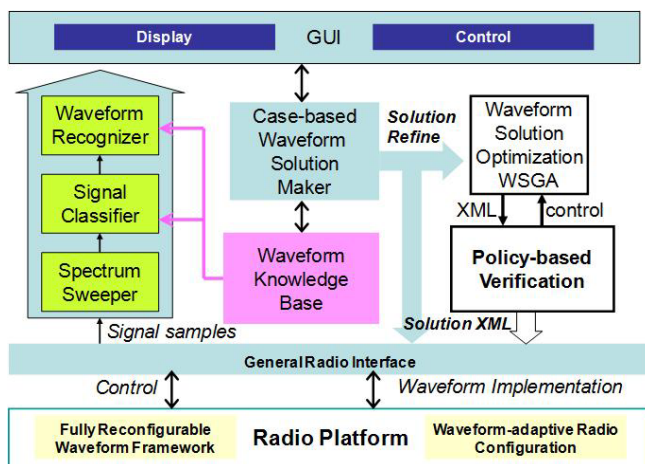 Display
GUI
Control
Waveform
Recognizer
Signal
Classifier
Spectrum
Sweeper
Case-based
Waveform
Solution
Maker
Solution
Refine
Waveform
Solution
Optimization
WSGA
XML
control
Waveform
Knowledge
Base
Policy-based
Verification
Signal samples
Solution XML
General Radio Interface
Control
Waveform Implementation
Fully Reconfigurable
Waveform Framework
Radio Platform
Waveform-adaptive Radio
Configuration